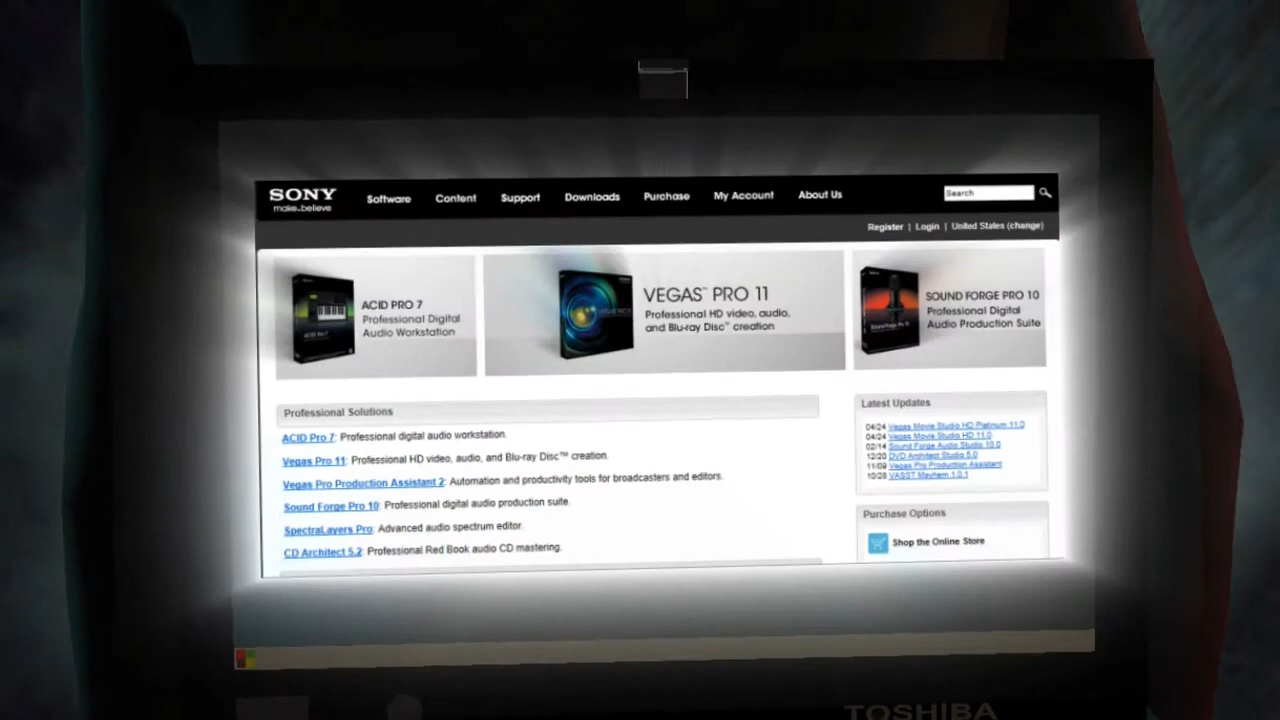 SONY
make.believe
Software Content Support Downloads Purchase My Account About Us
Search
Register | Login | United States (change)
ACID PRO 7
Professional Digital
Audio Workstation
VEGAS™ PRO 11
Professional HD video, audio,
and Blu-ray Disc™ creation
SOUND FORGE PRO 10
Professional Digital
Audio Production Suite
Professional Solutions
ACID Pro 7: Professional digital audio workstation.
Vegas Pro 11: Professional HD video, audio, and Blu-ray Disc™ creation.
Vegas Pro Production Assistant 2: Automation and productivity tools for broadcasters and editors.
Sound Forge Pro 10: Professional digital audio production suite.
SpectraLayers Pro: Advanced audio spectrum editor.
CD Architect 5.2: Professional Red Book audio CD mastering.
Latest Updates
04/24 Vegas Movie Studio HD Platinum 11.0
04/24 Vegas Movie Studio HD 11.0
02/14 Sound Forge Audio Studio 10.0
12/20 DVD Architect Studio 5.0
11/09 Vegas Pro Production Assistant
10/28 VASST Mayhem 1.0.1
Purchase Options
Shop the Online Store
TOSHIBA